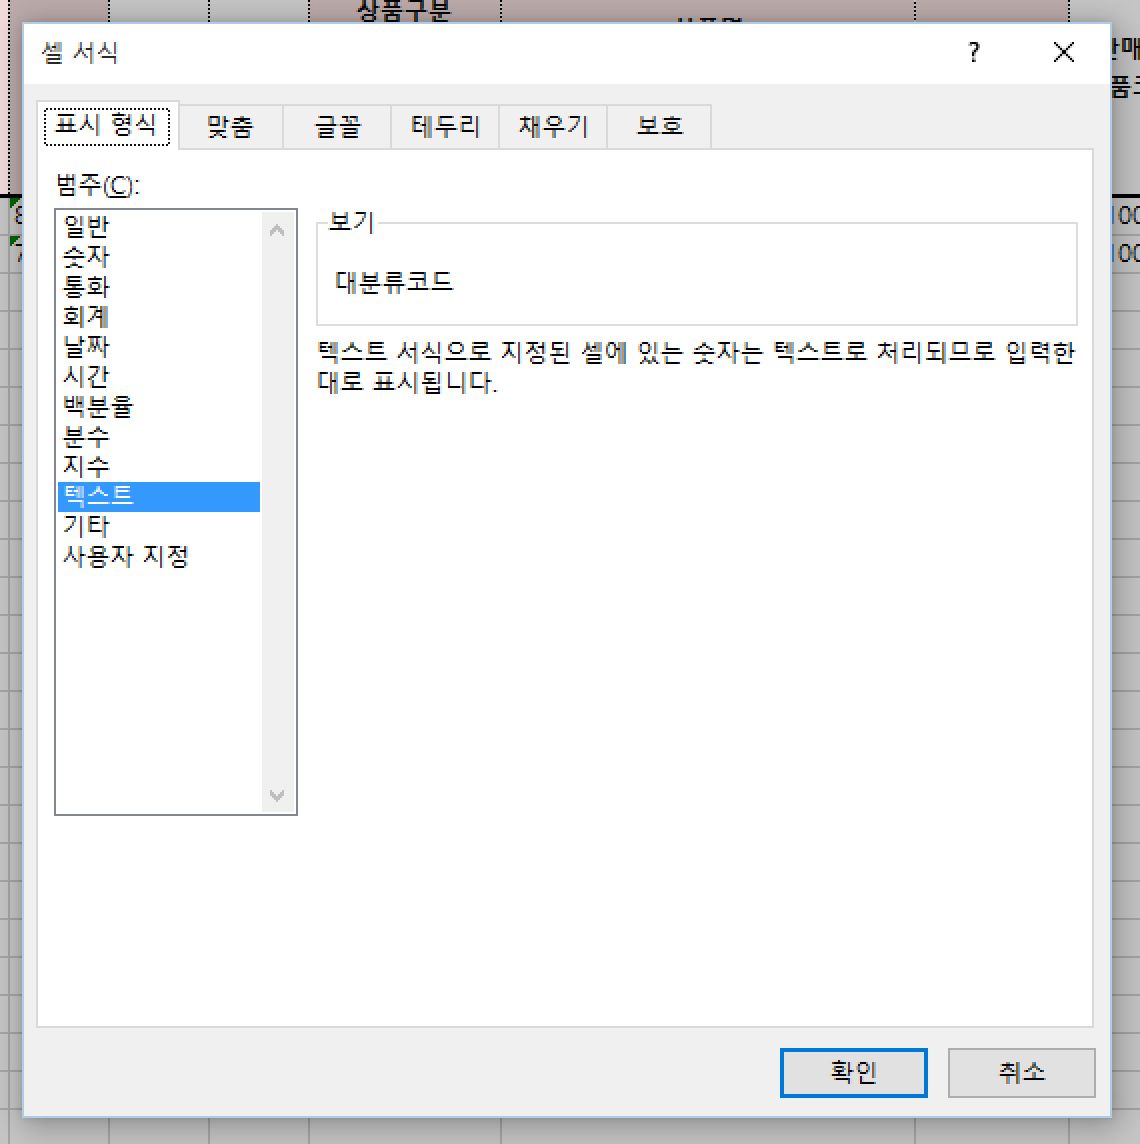 상품구분
셀 서식
표시 형식 맞춤 글꼴 테두리 채우기 보호
범주(C):
일반
숫자
통화
회계
날짜
시간
백분율
분수
지수
텍스트
기타
사용자 지정
보기
대분류코드
텍스트 서식으로 지정된 셀에 있는 숫자는 텍스트로 처리되므로 입력한
대로 표시됩니다.
확인 취소